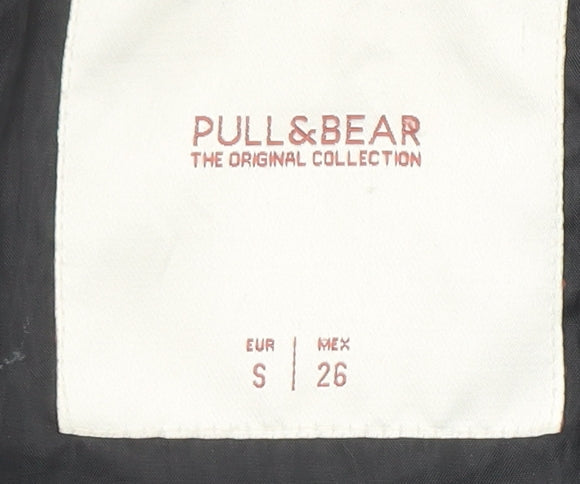 PULL&BEAR
THE ORIGINAL COLLECTION
EUR | MEX
S | 26